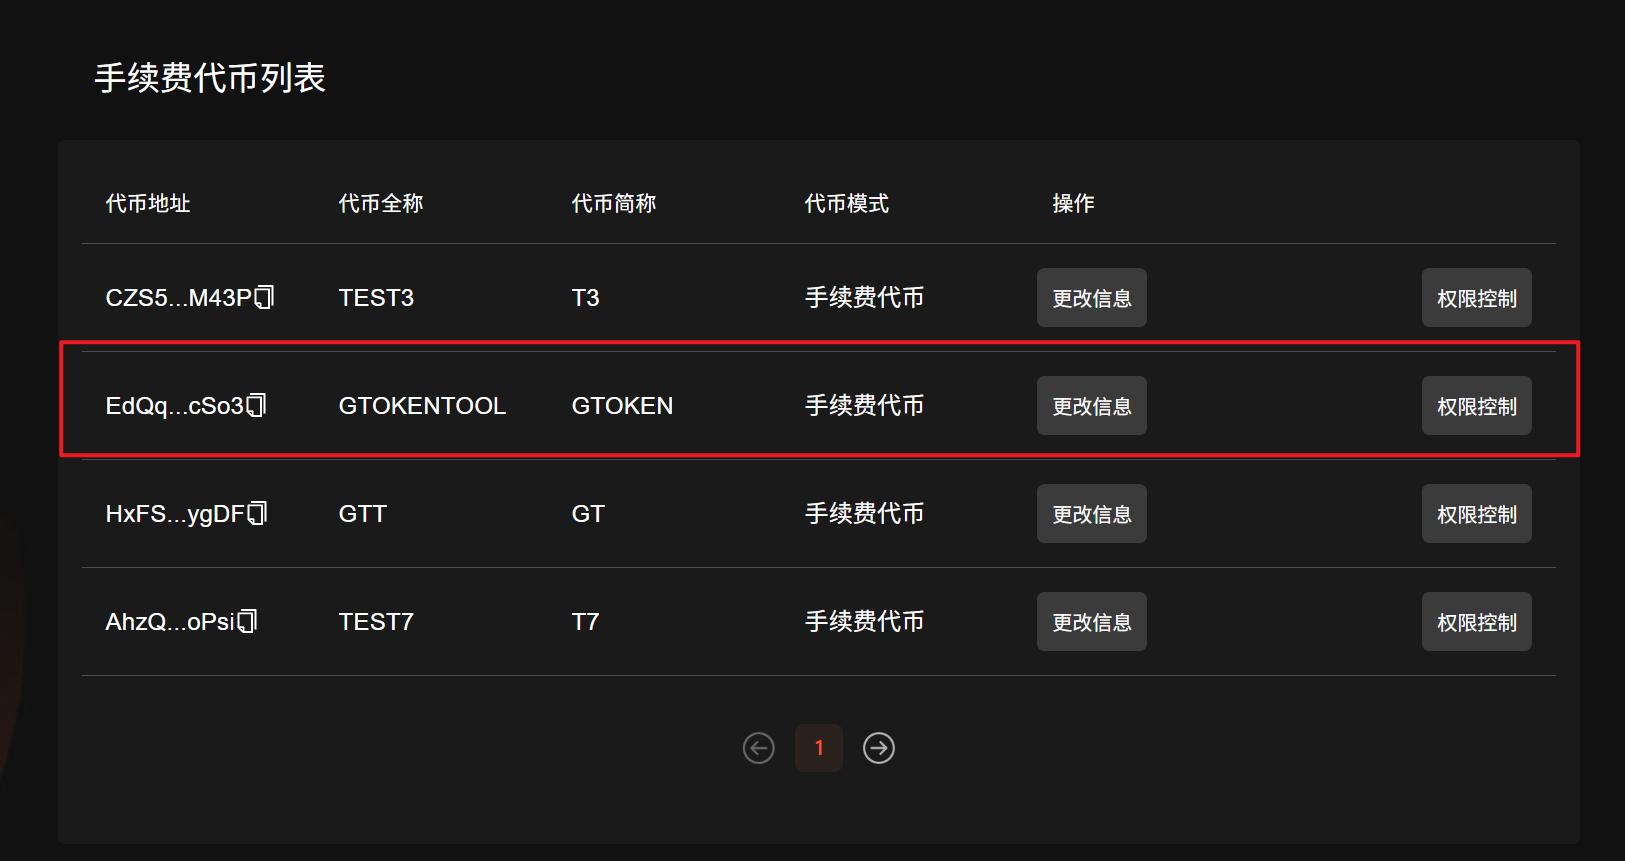 手续费代币列表
代币地址 代币全称 代币简称 代币模式 操作
CZS5...M43P TEST3 T3 手续费代币 更改信息 权限控制
EdQq...cSo3 GTOKENTOOL GTOKEN 手续费代币 更改信息 权限控制
HxFS...ygDF GTT GT 手续费代币 更改信息 权限控制
AhzQ...oPsi TEST7 T7 手续费代币 更改信息 权限控制
1